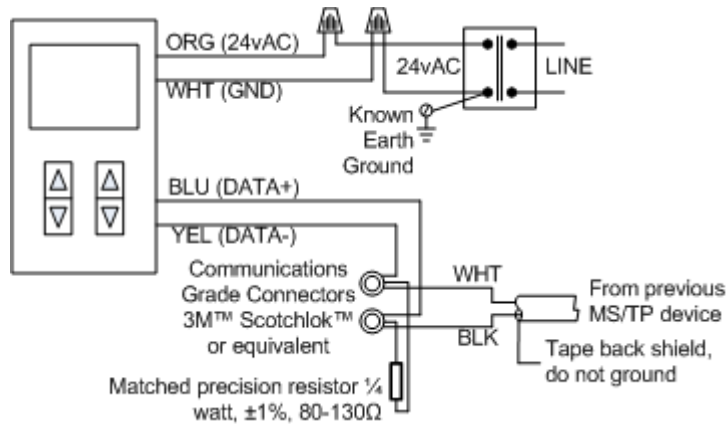 ORG (24vAC)
WHT (GND)
24vAC
LINE
Known
Earth
Ground
BLU (DATA+)
YEL (DATA-)
Communications
Grade Connectors
3M™ Scotchlok™
or equivalent
WHT
BLK
From previous
MS/TP device
Tape back shield,
do not ground
Matched precision resistor ¼
watt, ±1%, 80-130Ω